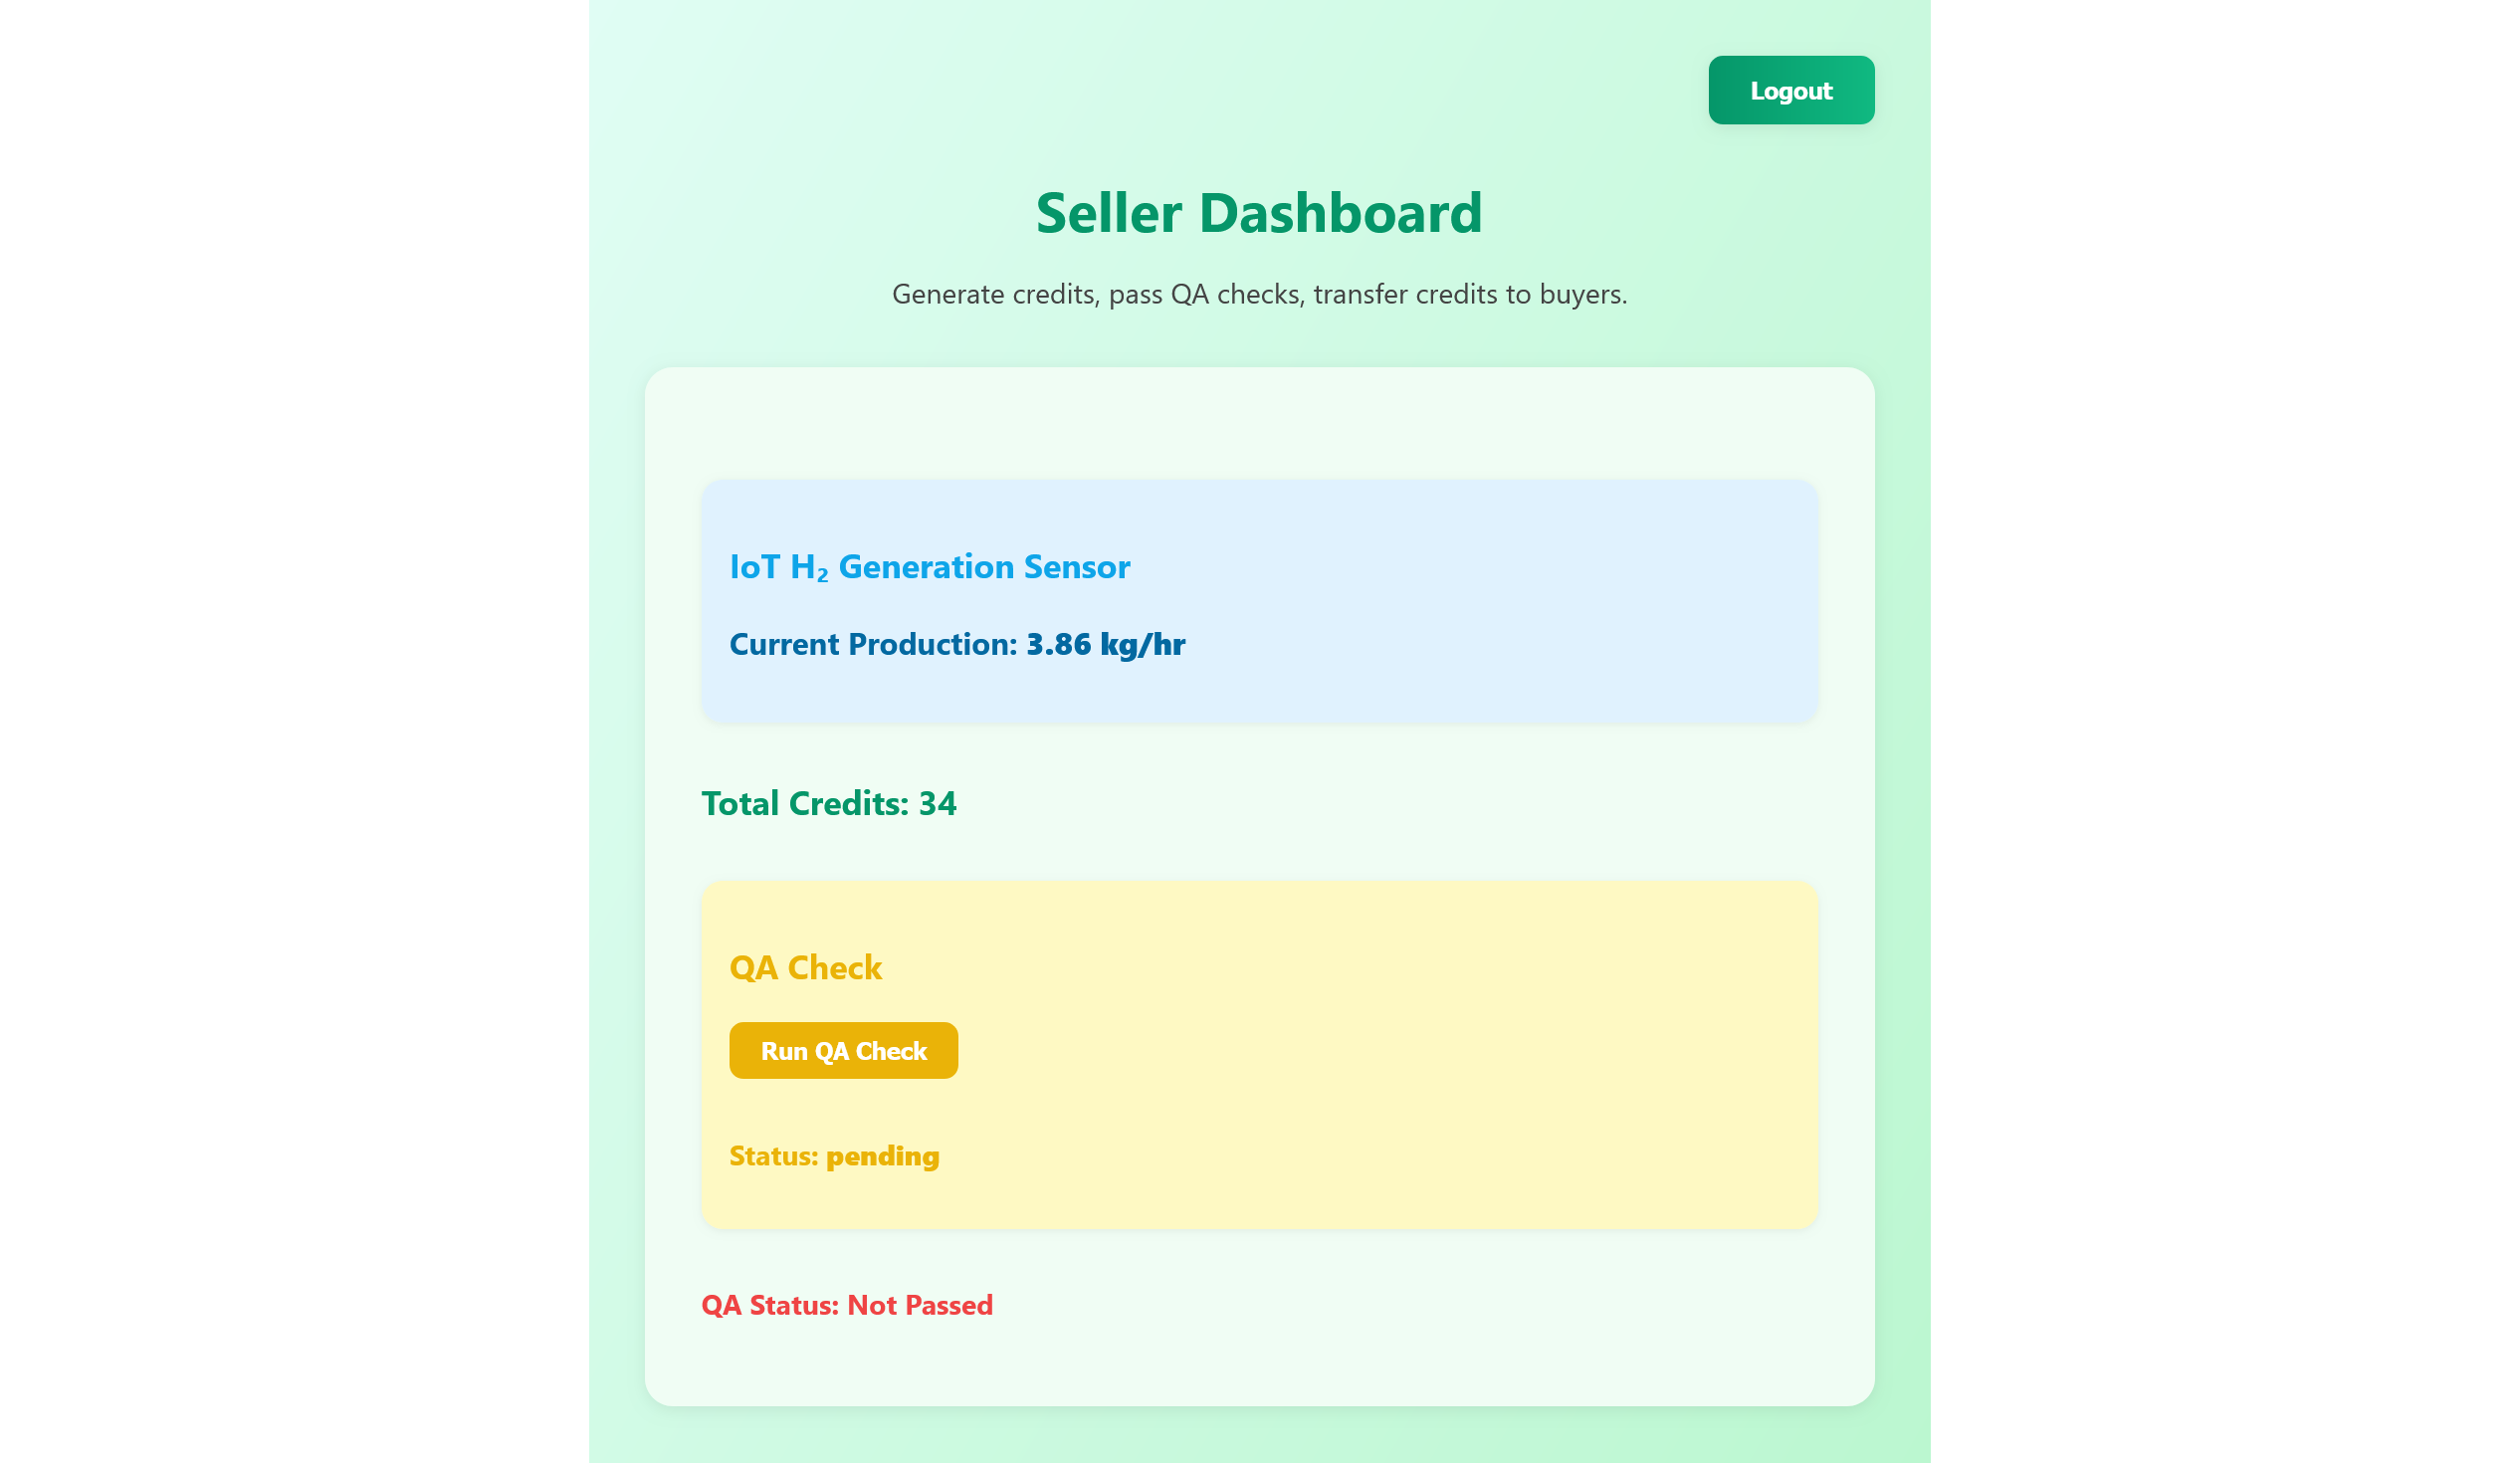 Logout
Seller Dashboard
Generate credits, pass QA checks, transfer credits to buyers.
IoT H₂ Generation Sensor
Current Production: 3.86 kg/hr
Total Credits: 34
QA Check
Run QA Check
Status: pending
QA Status: Not Passed